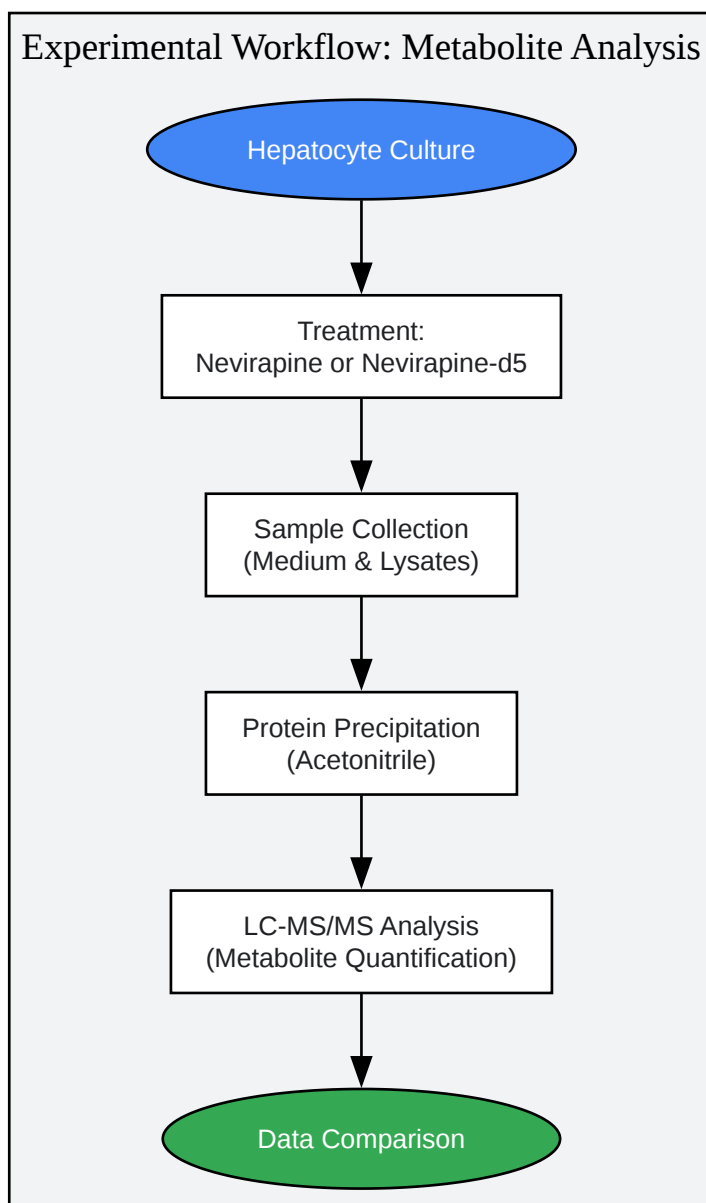 Experimental Workflow: Metabolite Analysis
Hepatocyte Culture
Treatment:
Nevirapine or Nevirapine-d5
Sample Collection
(Medium & Lysates)
Protein Precipitation
(Acetonitrile)
LC-MS/MS Analysis
(Metabolite Quantification)
Data Comparison